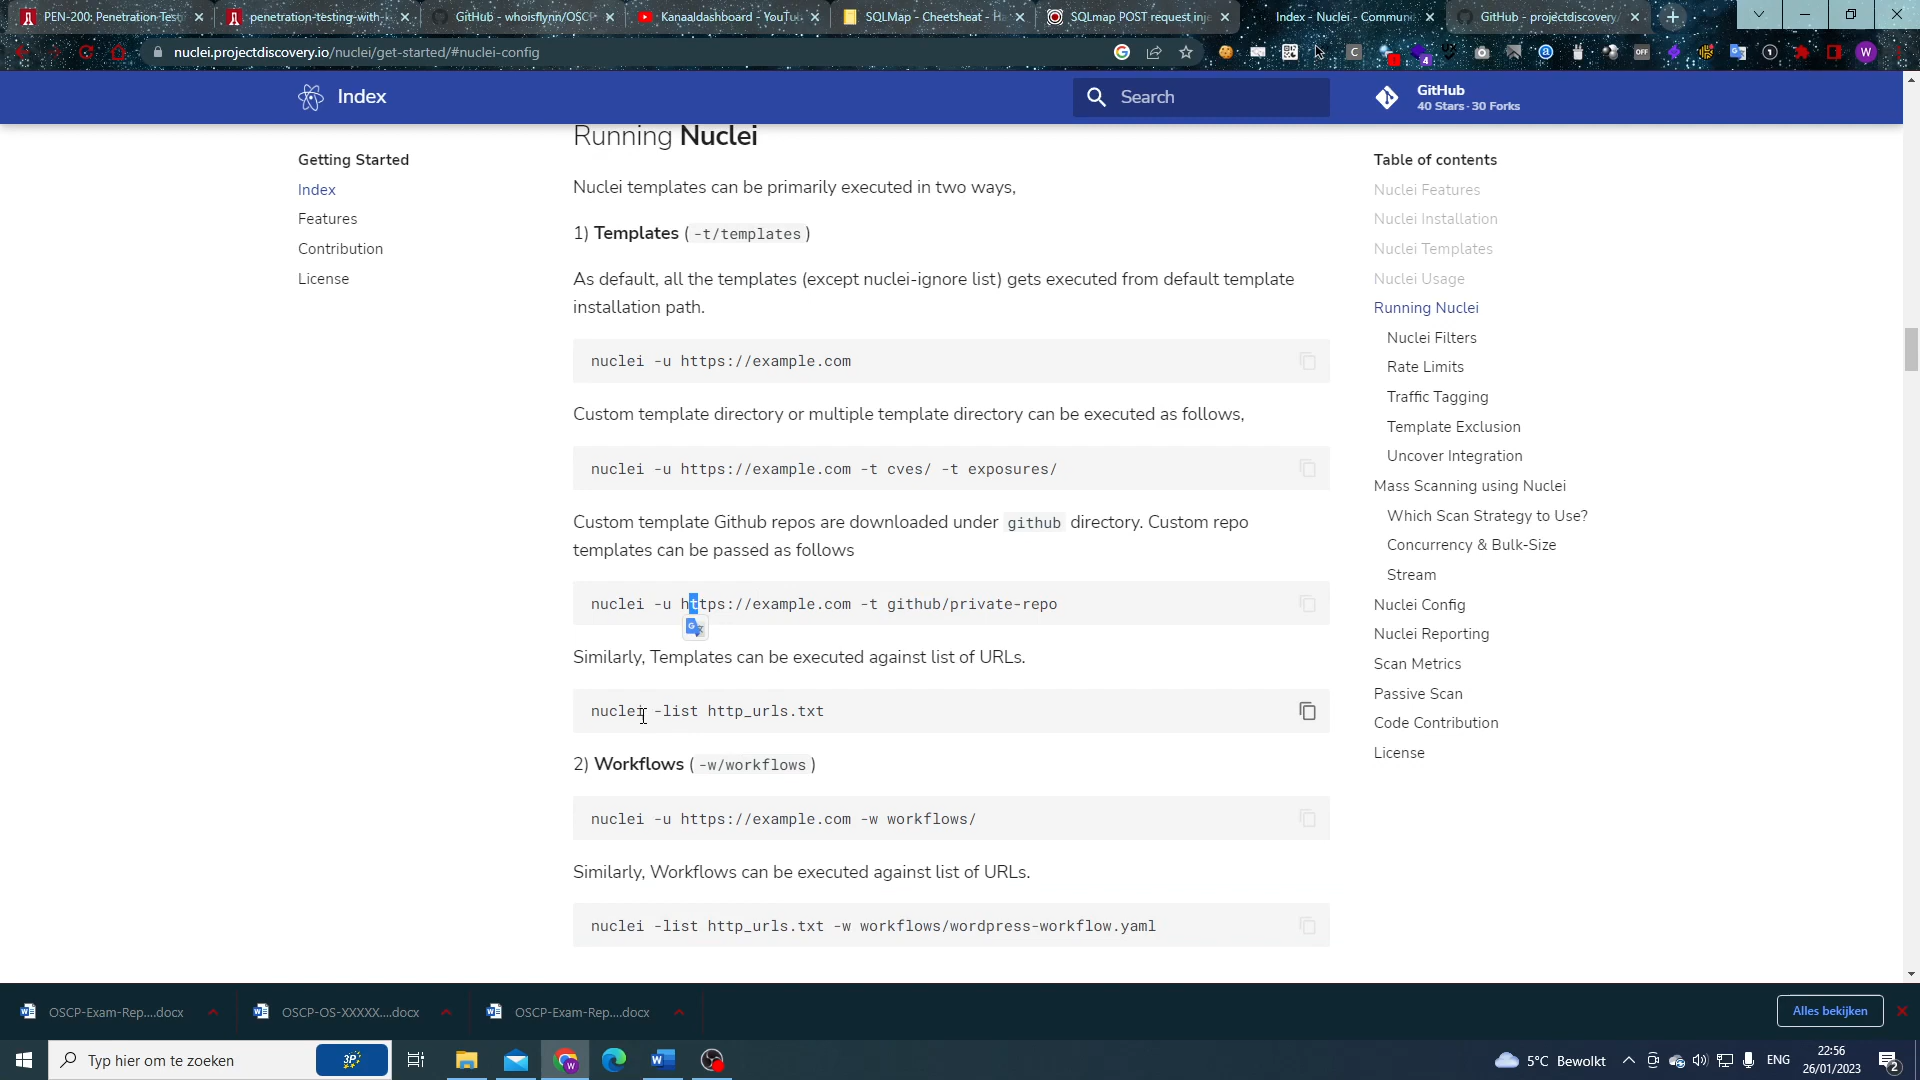 PEN-200: Penetration Test
penetration-testing-with-k
GitHub - whoisflynn/OSCP
Kanaaldashboard - YouTu
SQLMap - Cheetsheat - Ha
SQLmap POST request inje
Index - Nuclei - Commun
GitHub - projectdiscovery/
nuclei.projectdiscovery.io/nuclei/get-started/#nuclei-config
Index
Search
GitHub
40 Stars · 30 Forks
Getting Started
Index
Features
Contribution
License
Running Nuclei
Nuclei templates can be primarily executed in two ways,
1) Templates ( -t/templates )
As default, all the templates (except nuclei-ignore list) gets executed from default template
installation path.
nuclei -u https://example.com
Custom template directory or multiple template directory can be executed as follows,
nuclei -u https://example.com -t cves/ -t exposures/
Custom template Github repos are downloaded under github directory. Custom repo
templates can be passed as follows
nuclei -u https://example.com -t github/private-repo
Similarly, Templates can be executed against list of URLs.
nuclei -list http_urls.txt
2) Workflows ( -w/workflows )
nuclei -u https://example.com -w workflows/
Similarly, Workflows can be executed against list of URLs.
nuclei -list http_urls.txt -w workflows/wordpress-workflow.yaml
Table of contents
Nuclei Features
Nuclei Installation
Nuclei Templates
Nuclei Usage
Running Nuclei
Nuclei Filters
Rate Limits
Traffic Tagging
Template Exclusion
Uncover Integration
Mass Scanning using Nuclei
Which Scan Strategy to Use?
Concurrency & Bulk-Size
Stream
Nuclei Config
Nuclei Reporting
Scan Metrics
Passive Scan
Code Contribution
License
OSCP-Exam-Rep....docx
OSCP-OS-XXXXX....docx
OSCP-Exam-Rep....docx
Alles bekijken
Typ hier om te zoeken
5°C Bewolkt
ENG
22:56
26/01/2023
2